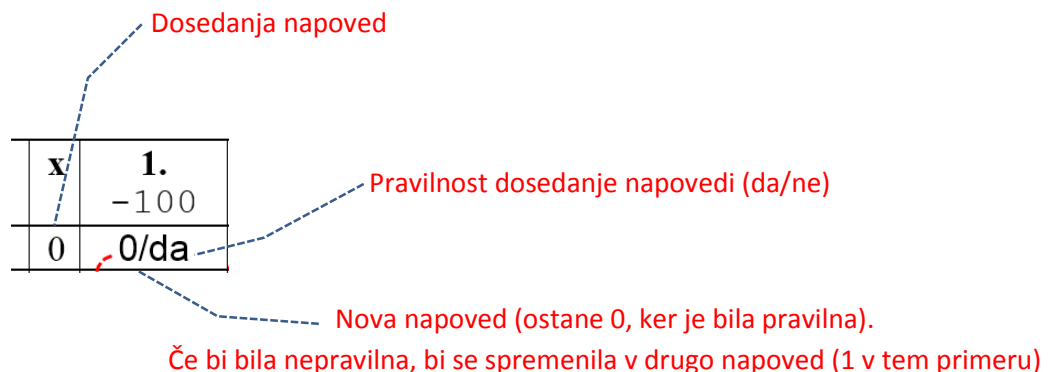 Dosedanja napoved
x 1.
-100
Pravilnost dosedanje napovedi (da/ne)
0 0/da
Nova napoved (ostane 0, ker je bila pravilna).
Če bi bila nepravilna, bi se spremenila v drugo napoved (1 v tem primeru)